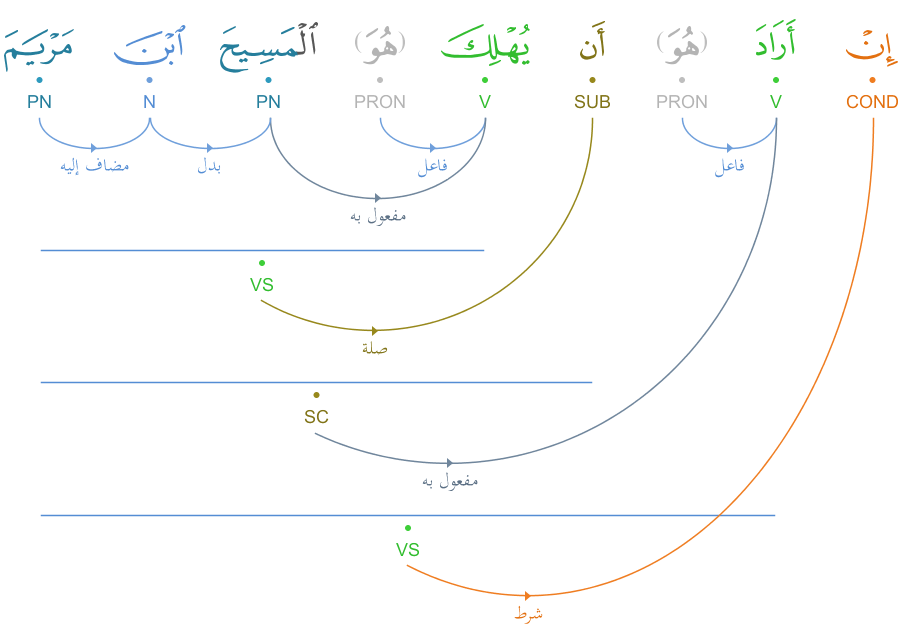 إِنْ أَرَادَ (هُوَ) أَن يُهْلِكَ (هُوَ) ٱلْمَسِيحَ ٱبْنَ مَرْيَمَ
COND V PRON SUB V PRON PN N PN
فاعل فاعل بدل مضاف إليه
مفعول به
VS
صلة
SC
مفعول به
VS
شرط